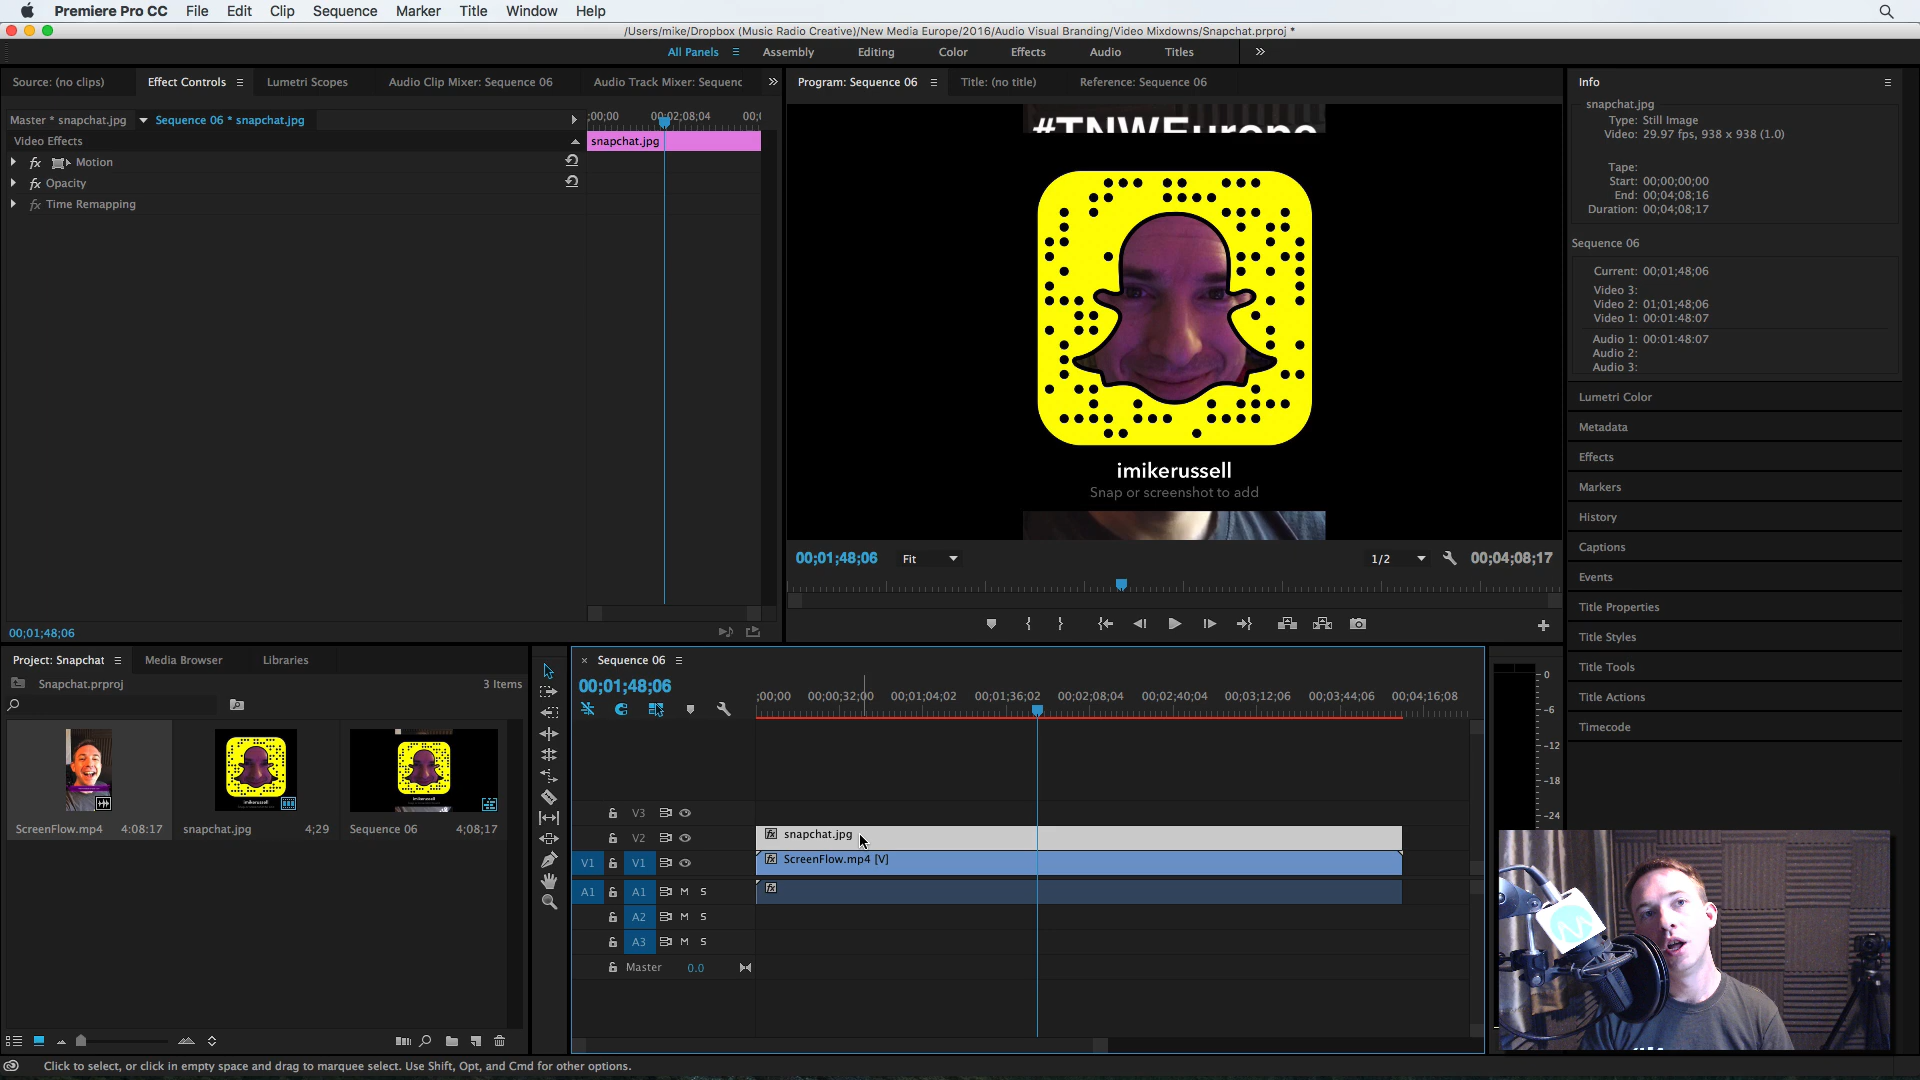 Premiere Pro CC File Edit Clip Sequence Marker Title Window Help
/Users/mike/Dropbox (Music Radio Creative)/New Media Europe/2016/Audio Visual Branding/Video Mixdowns/Snapchat.prproj *
All Panels Assembly Editing Color Effects Audio Titles
Source: (no clips) Effect Controls Lumetri Scopes Audio Clip Mixer: Sequence 06 Audio Track Mixer: Sequenc
Master * snapchat.jpg Sequence 06 * snapchat.jpg
;00;00 00;02;08;04 00;(
Video Effects
snapchat.jpg
fx Motion
fx Opacity
fx Time Remapping
00;01;48;06
Program: Sequence 06 Title: (no title) Reference: Sequence 06
#TNWEurope
imikerussell
Snap or screenshot to add
00;01;48;06 Fit 1/2 00;04;08;17
Info
snapchat.jpg
Type: Still Image
Video: 29.97 fps, 938 x 938 (1.0)
Tape:
Start: 00;00;00;00
End: 00;04;08;16
Duration: 00;04;08;17
Sequence 06
Current: 00;01;48;06
Video 3:
Video 2: 01;01;48;06
Video 1: 00:01:48:07
Audio 1: 00:01:48:07
Audio 2:
Audio 3:
Lumetri Color
Metadata
Effects
Markers
History
Captions
Events
Title Properties
Title Styles
Title Tools
Title Actions
Timecode
Project: Snapchat Media Browser Libraries
Snapchat.prproj 3 Items
ScreenFlow.mp4 4:08:17
snapchat.jpg 4;29
Sequence 06 4;08;17
Sequence 06
00;01;48;06
;00;00 00;00;32;00 00;01;04;02 00;01;36;02 00;02;08;04 00;02;40;04 00;03;12;06 00;03;44;06 00;04;16;08
V3
V2 fx snapchat.jpg
V1 V1 fx ScreenFlow.mp4 [V]
A1 A1 M S fx
A2 M S
A3 M S
Master 0.0
0
-6
-12
-18
-24
Click to select, or click in empty space and drag to marquee select. Use Shift, Opt, and Cmd for other options.